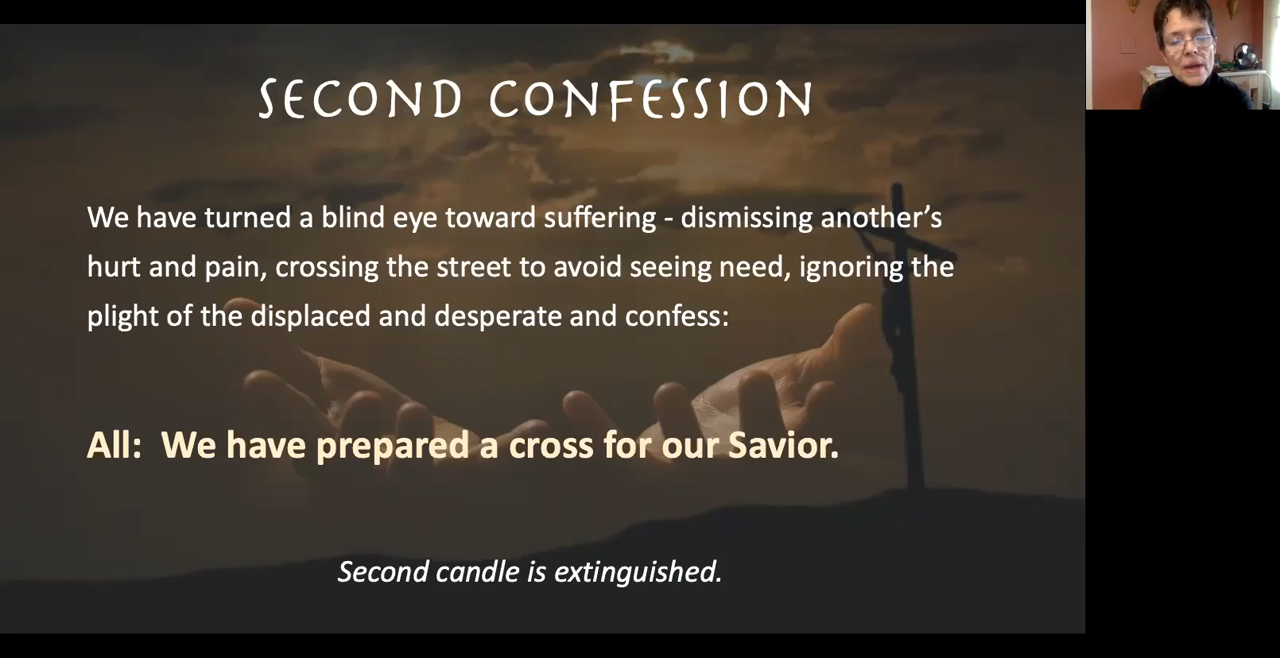 SECOND CONFESSION
We have turned a blind eye toward suffering - dismissing another’s
hurt and pain, crossing the street to avoid seeing need, ignoring the
plight of the displaced and desperate and confess:
All:  We have prepared a cross for our Savior.
Second candle is extinguished.